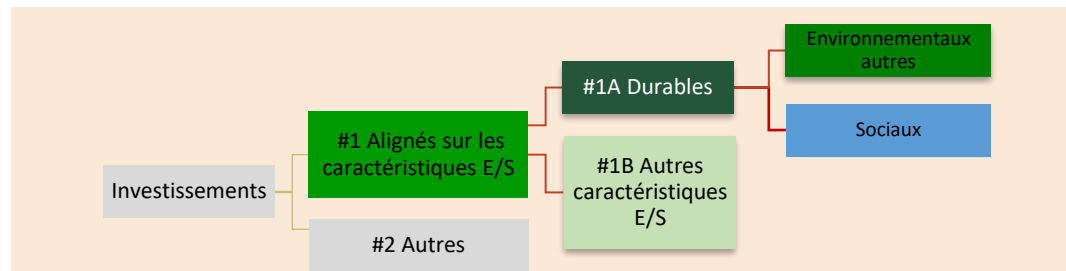 Investissements
#1 Alignés sur les
caractéristiques E/S
#2 Autres
#1A Durables
#1B Autres
caractéristiques
E/S
Environnementaux
autres
Sociaux